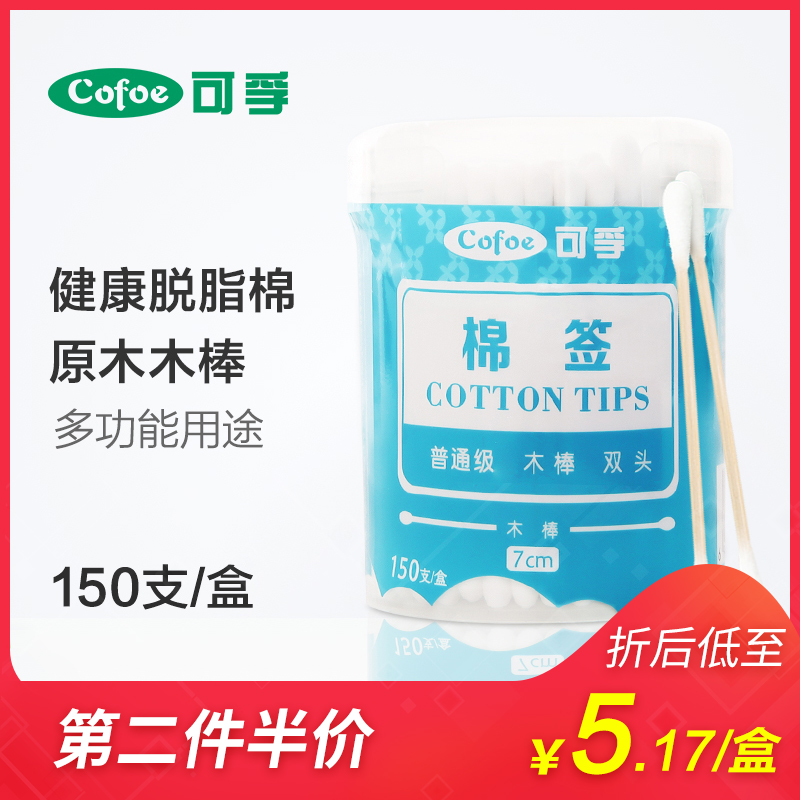 Cofoe 可孚
健康脱脂棉
原木木棒
多功能用途
150支/盒
Cofoe 可孚
棉签
COTTON TIPS
普通级 木棒 双头
木棒
7cm
150支/盒
第二件半价
折后低至
¥5.17/盒